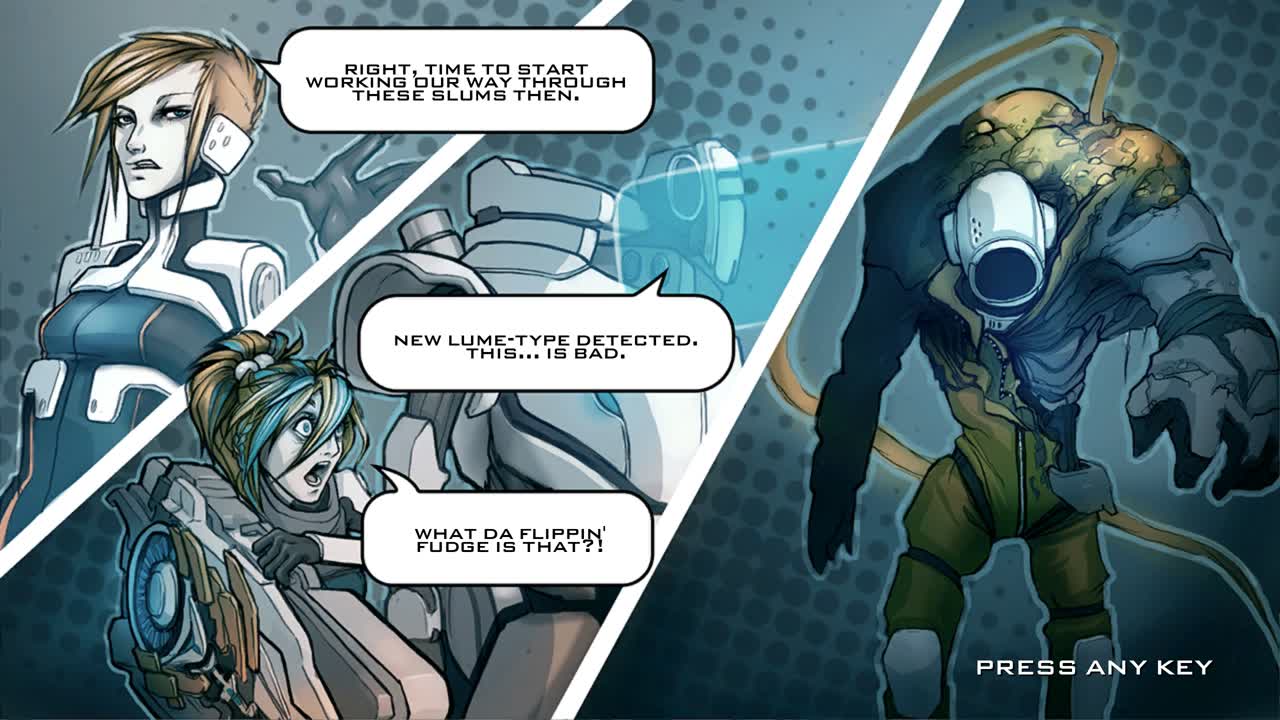 RIGHT, TIME TO START
WORKING OUR WAY THROUGH
THESE SLUMS THEN.
NEW LUME-TYPE DETECTED.
THIS... IS BAD.
WHAT DA FLIPPIN'
FUDGE IS THAT?!
PRESS ANY KEY